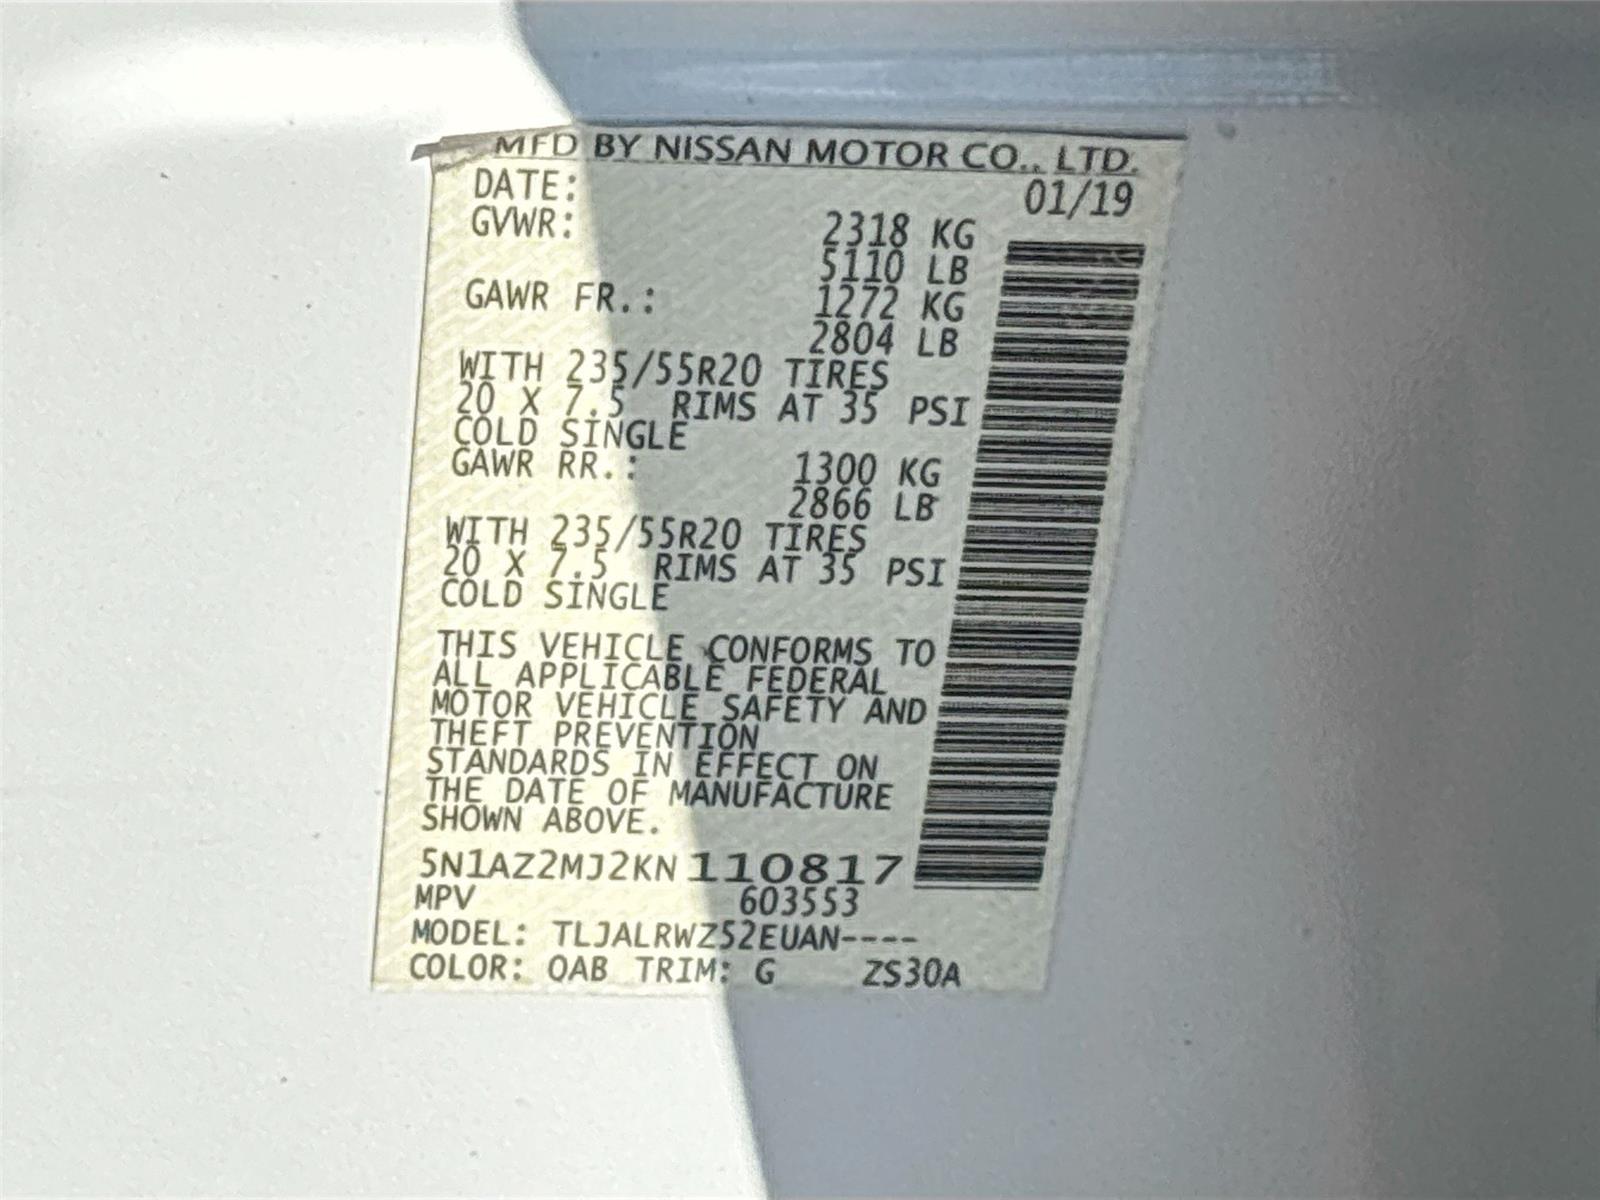 MFD BY NISSAN MOTOR CO., LTD.
DATE: 01/19
GVWR: 2318 KG
5110 LB
GAWR FR.: 1272 KG
2804 LB
WITH 235/55R20 TIRES
20 X 7.5 RIMS AT 35 PSI
COLD SINGLE
GAWR RR.: 1300 KG
2866 LB
WITH 235/55R20 TIRES
20 X 7.5 RIMS AT 35 PSI
COLD SINGLE
THIS VEHICLE CONFORMS TO
ALL APPLICABLE FEDERAL
MOTOR VEHICLE SAFETY AND
THEFT PREVENTION
STANDARDS IN EFFECT ON
THE DATE OF MANUFACTURE
SHOWN ABOVE.
5N1AZ2MJ2KN110817
MPV 603553
MODEL: TLJALRWZ52EUAN----
COLOR: QAB TRIM: G ZS30A